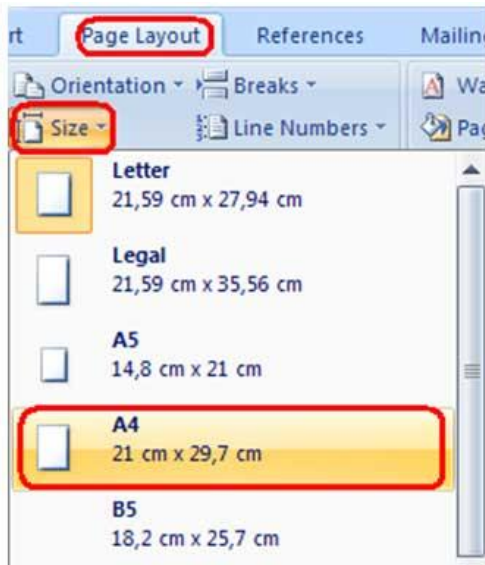 Page Layout References
Orientation Breaks
Size Line Numbers
Letter
21,59 cm x 27,94 cm
Legal
21,59 cm x 35,56 cm
A5
14,8 cm x 21 cm
A4
21 cm x 29,7 cm
B5
18,2 cm x 25,7 cm